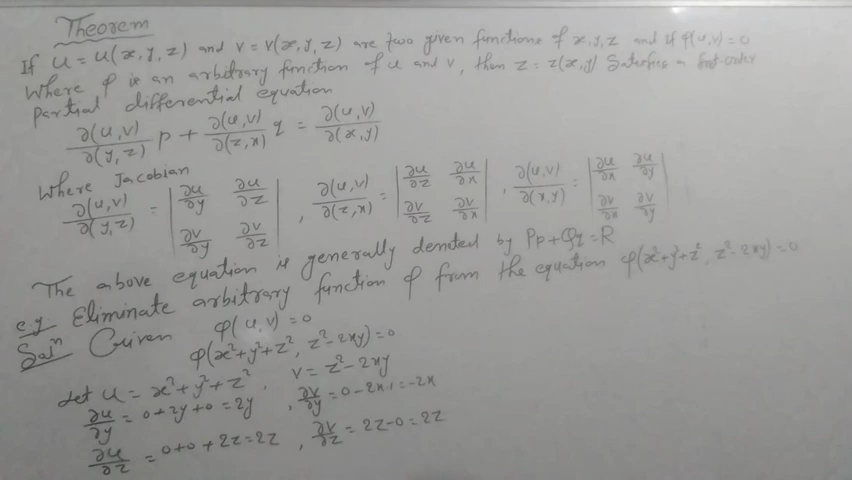 Theorem
If u = u(x, y, z) and v = v(x, y, z) are two given functions of x, y, z and if φ(u, v) = 0
Where φ is an arbitrary function of u and v, then z = z(x, y) Satisfies a first order
partial differential equation
∂(u,v)/∂(y,z) p + ∂(u,v)/∂(z,x) q = ∂(u,v)/∂(x,y)
Where Jacobian
∂(u,v)/∂(y,z) = |∂u/∂y ∂u/∂z; ∂v/∂y ∂v/∂z|, ∂(u,v)/∂(z,x) = |∂u/∂z ∂u/∂x; ∂v/∂z ∂v/∂x|, ∂(u,v)/∂(x,y) = |∂u/∂x ∂u/∂y; ∂v/∂x ∂v/∂y|
The above equation is generally denoted by Pp + Qq = R
e.g Eliminate arbitrary function φ from the equation φ(x²+y²+z², z²-2xy) = 0
Solⁿ Given φ(u, v) = 0
φ(x²+y²+z², z²-2xy) = 0
Let u = x²+y²+z², v = z²-2xy
∂u/∂y = 0+2y+0 = 2y, ∂v/∂y = 0-2x1 = -2x
∂u/∂z = 0+0+2z = 2z, ∂v/∂z = 2z-0 = 2z